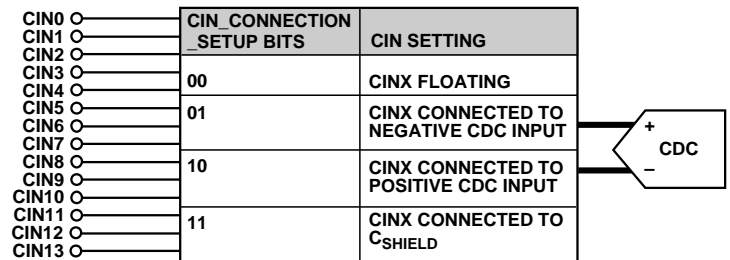 CIN0
CIN1
CIN2
CIN3
CIN4
CIN5
CIN6
CIN7
CIN8
CIN9
CIN10
CIN11
CIN12
CIN13
CIN_CONNECTION
_SETUP BITS
CIN SETTING
00
CINX FLOATING
01
CINX CONNECTED TO
NEGATIVE CDC INPUT
10
CINX CONNECTED TO
POSITIVE CDC INPUT
11
CINX CONNECTED TO
CSHIELD
+
–
CDC